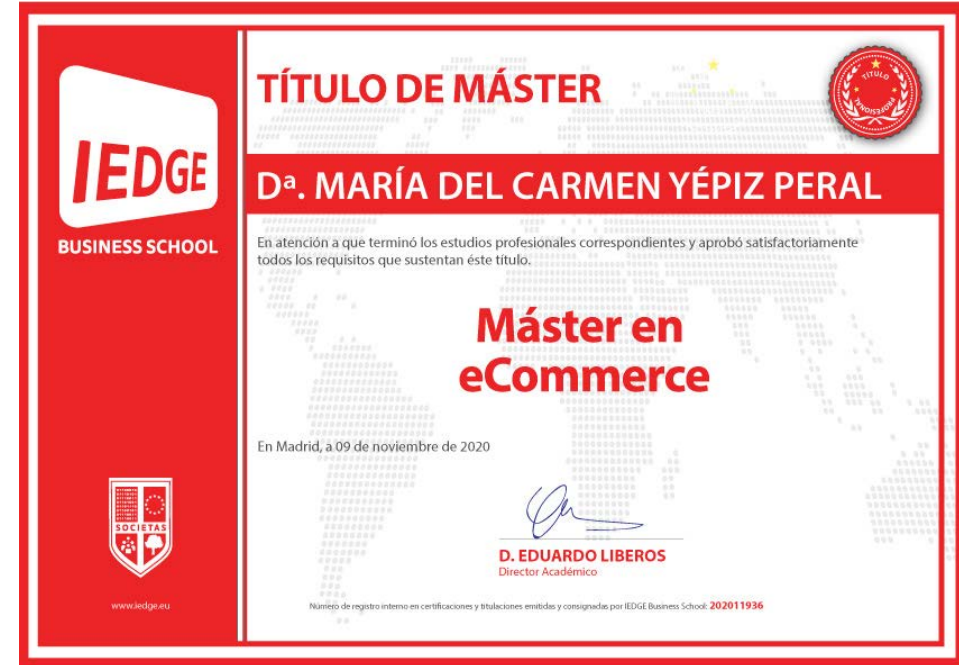 IEDGE
BUSINESS SCHOOL
TÍTULO DE MÁSTER
TÍTULO
PROFESIONAL
Dª. MARÍA DEL CARMEN YÉPIZ PERAL
En atención a que terminó los estudios profesionales correspondientes y aprobó satisfactoriamente
todos los requisitos que sustentan éste título.
Máster en
eCommerce
En Madrid, a 09 de noviembre de 2020
D. EDUARDO LIBEROS
Director Académico
SOCIETAS
www.iedge.eu
Número de registro interno en certificaciones y titulaciones emitidas y consignadas por IEDGE Business School: 202011936